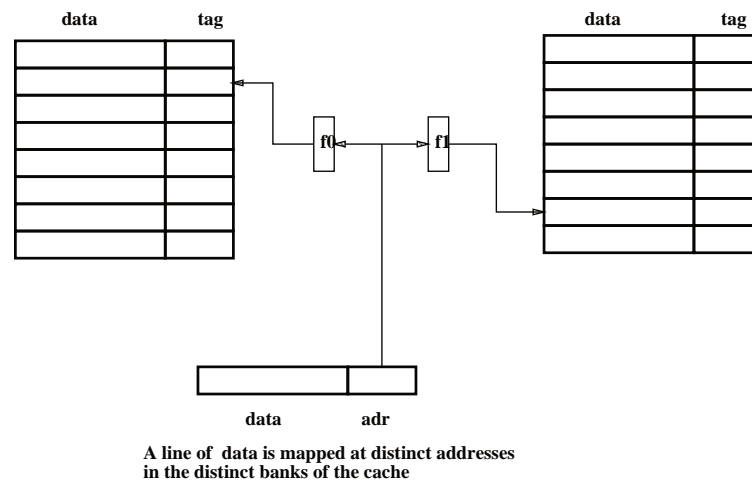 data tag
data tag
f0 f1
data adr
A line of data is mapped at distinct addresses
in the distinct banks of the cache